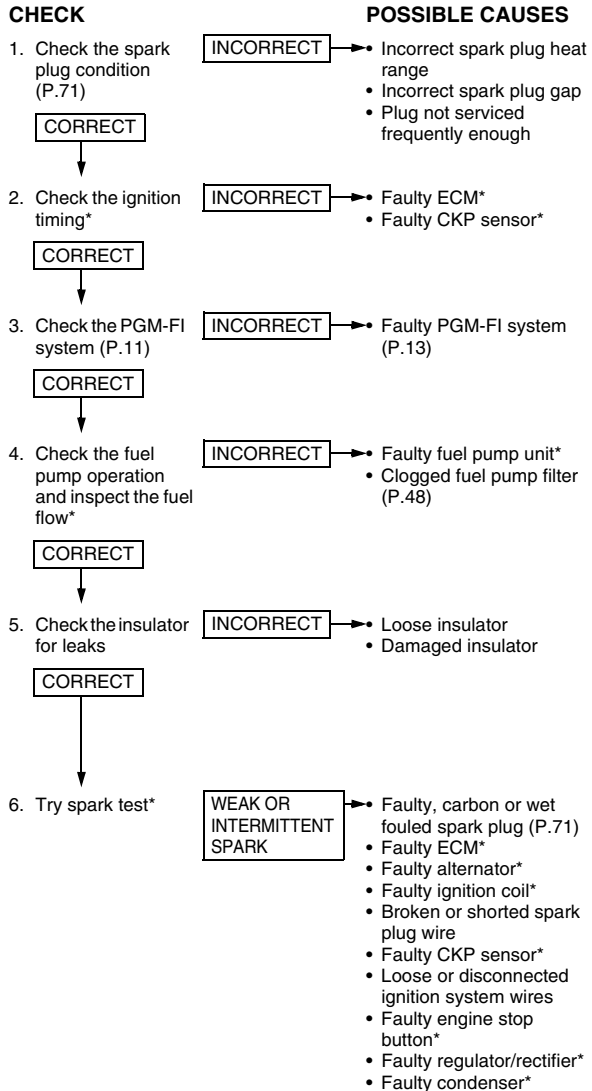 CHECK POSSIBLE CAUSES
1. Check the spark INCORRECT • Incorrect spark plug heat
plug condition range
(P.71) • Incorrect spark plug gap
• Plug not serviced
CORRECT frequently enough
2. Check the ignition INCORRECT • Faulty ECM*
timing* • Faulty CKP sensor*
CORRECT
3. Check the PGM-FI INCORRECT • Faulty PGM-FI system
system (P.11) (P.13)
CORRECT
4. Check the fuel INCORRECT • Faulty fuel pump unit*
pump operation • Clogged fuel pump filter
and inspect the fuel (P.48)
flow*
CORRECT
5. Check the insulator INCORRECT • Loose insulator
for leaks • Damaged insulator
CORRECT
6. Try spark test* WEAK OR • Faulty, carbon or wet
INTERMITTENT fouled spark plug (P.71)
SPARK • Faulty ECM*
• Faulty alternator*
• Faulty ignition coil*
• Broken or shorted spark
plug wire
• Faulty CKP sensor*
• Loose or disconnected
ignition system wires
• Faulty engine stop
button*
• Faulty regulator/rectifier*
• Faulty condenser*